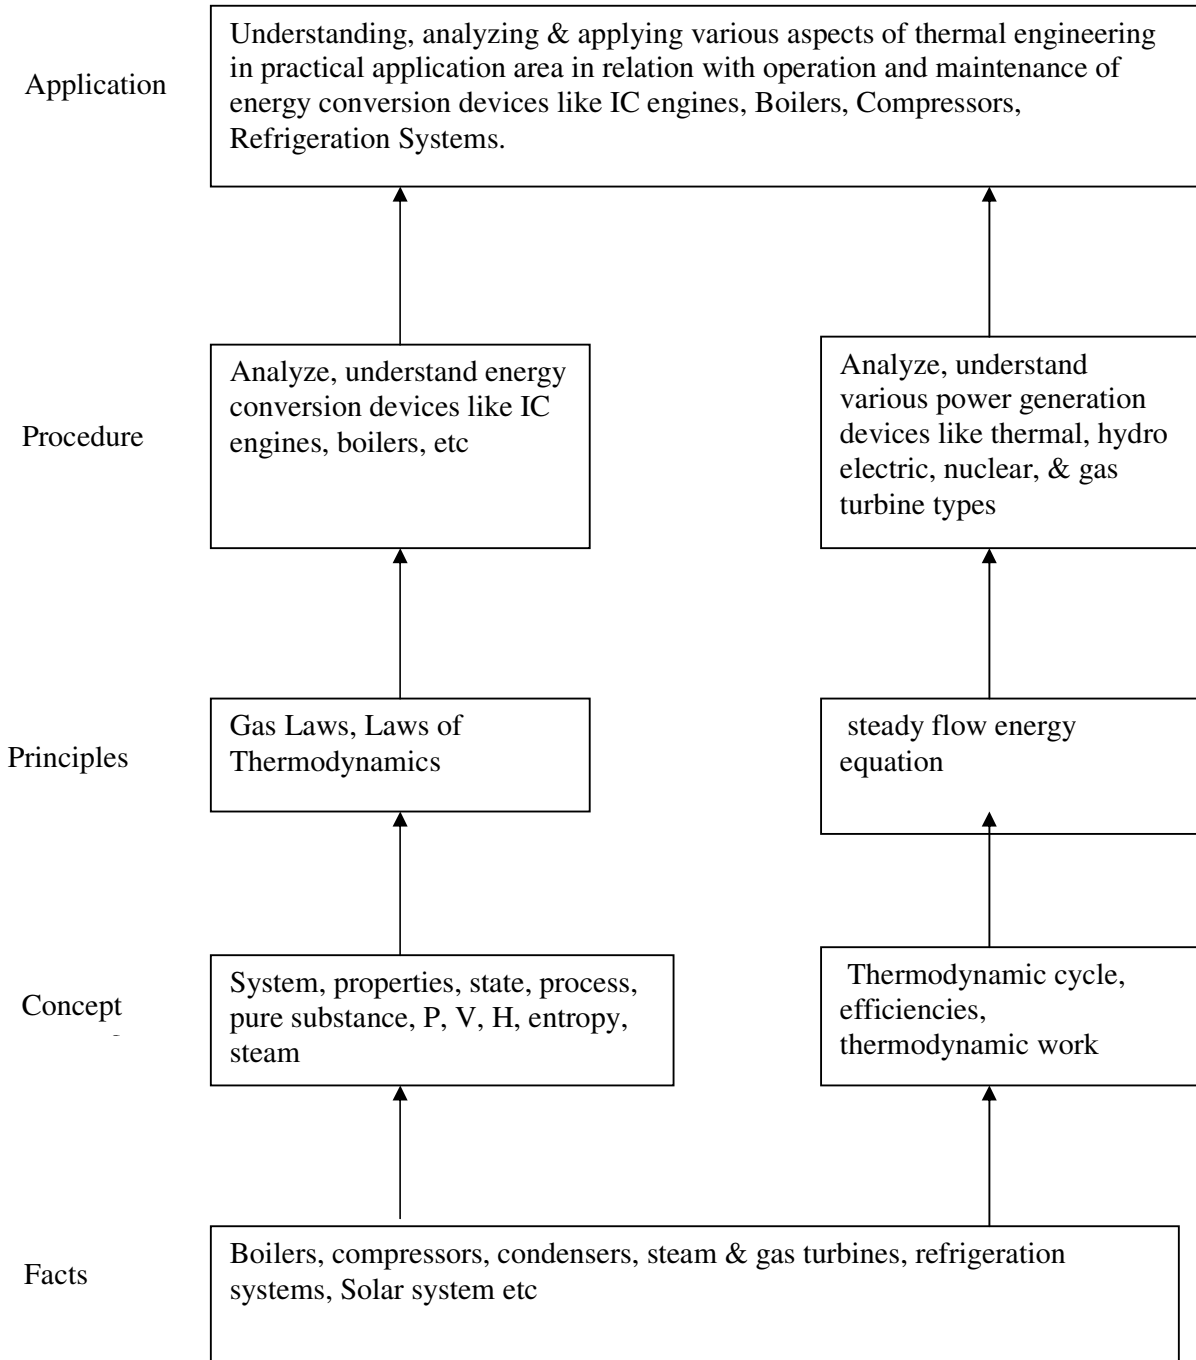 Application
Understanding, analyzing & applying various aspects of thermal engineering
in practical application area in relation with operation and maintenance of
energy conversion devices like IC engines, Boilers, Compressors,
Refrigeration Systems.
Procedure
Analyze, understand energy
conversion devices like IC
engines, boilers, etc
Analyze, understand
various power generation
devices like thermal, hydro
electric, nuclear, & gas
turbine types
Principles
Gas Laws, Laws of
Thermodynamics
steady flow energy
equation
Concept
System, properties, state, process,
pure substance, P, V, H, entropy,
steam
Thermodynamic cycle,
efficiencies,
thermodynamic work
Facts
Boilers, compressors, condensers, steam & gas turbines, refrigeration
systems, Solar system etc